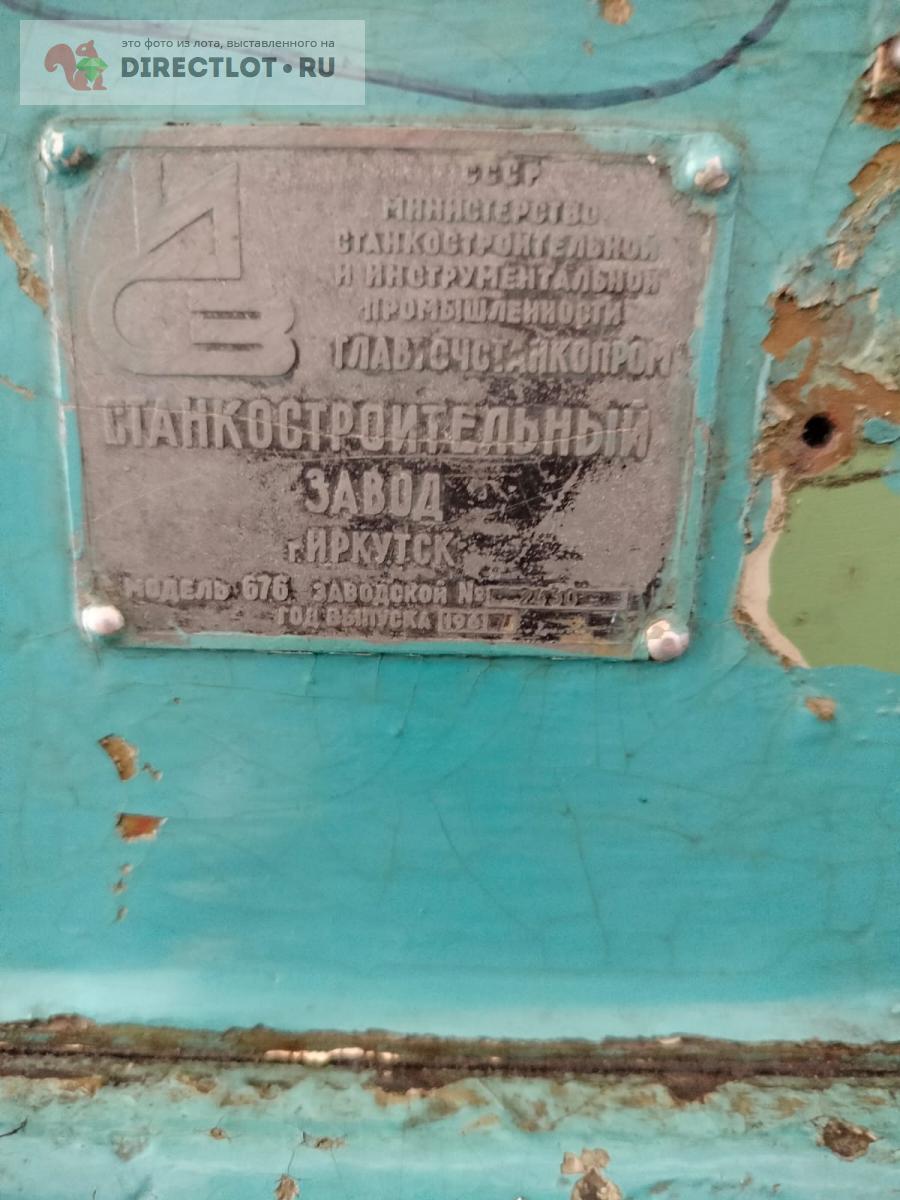 это фото из лота, выставленного на
DIRECTLOT.RU
СССР
МИНИСТЕРСТВО
СТАНКОСТРОИТЕЛЬНОЙ
И ИНСТРУМЕНТАЛЬНОЙ
ПРОМЫШЛЕННОСТИ
СТАНКОСТРОИТЕЛЬНЫЙ
ЗАВОД
г.ИРКУТСК
МОДЕЛЬ 676 ЗАВОДСКОЙ №
ГОД ВЫПУСКА